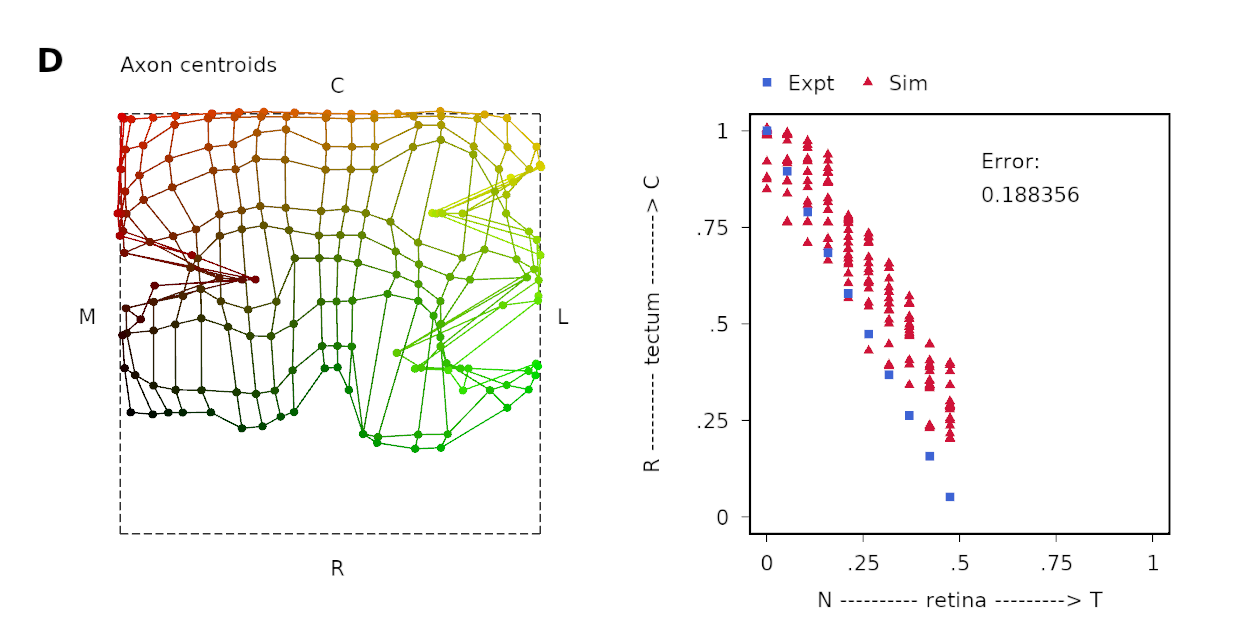 D
Axon centroids
C
M
L
R
Expt
Sim
Error:
0.188356
1
.75
.5
.25
0
R ---------- tectum ---------> C
0
.25
.5
.75
1
N ---------- retina ---------> T